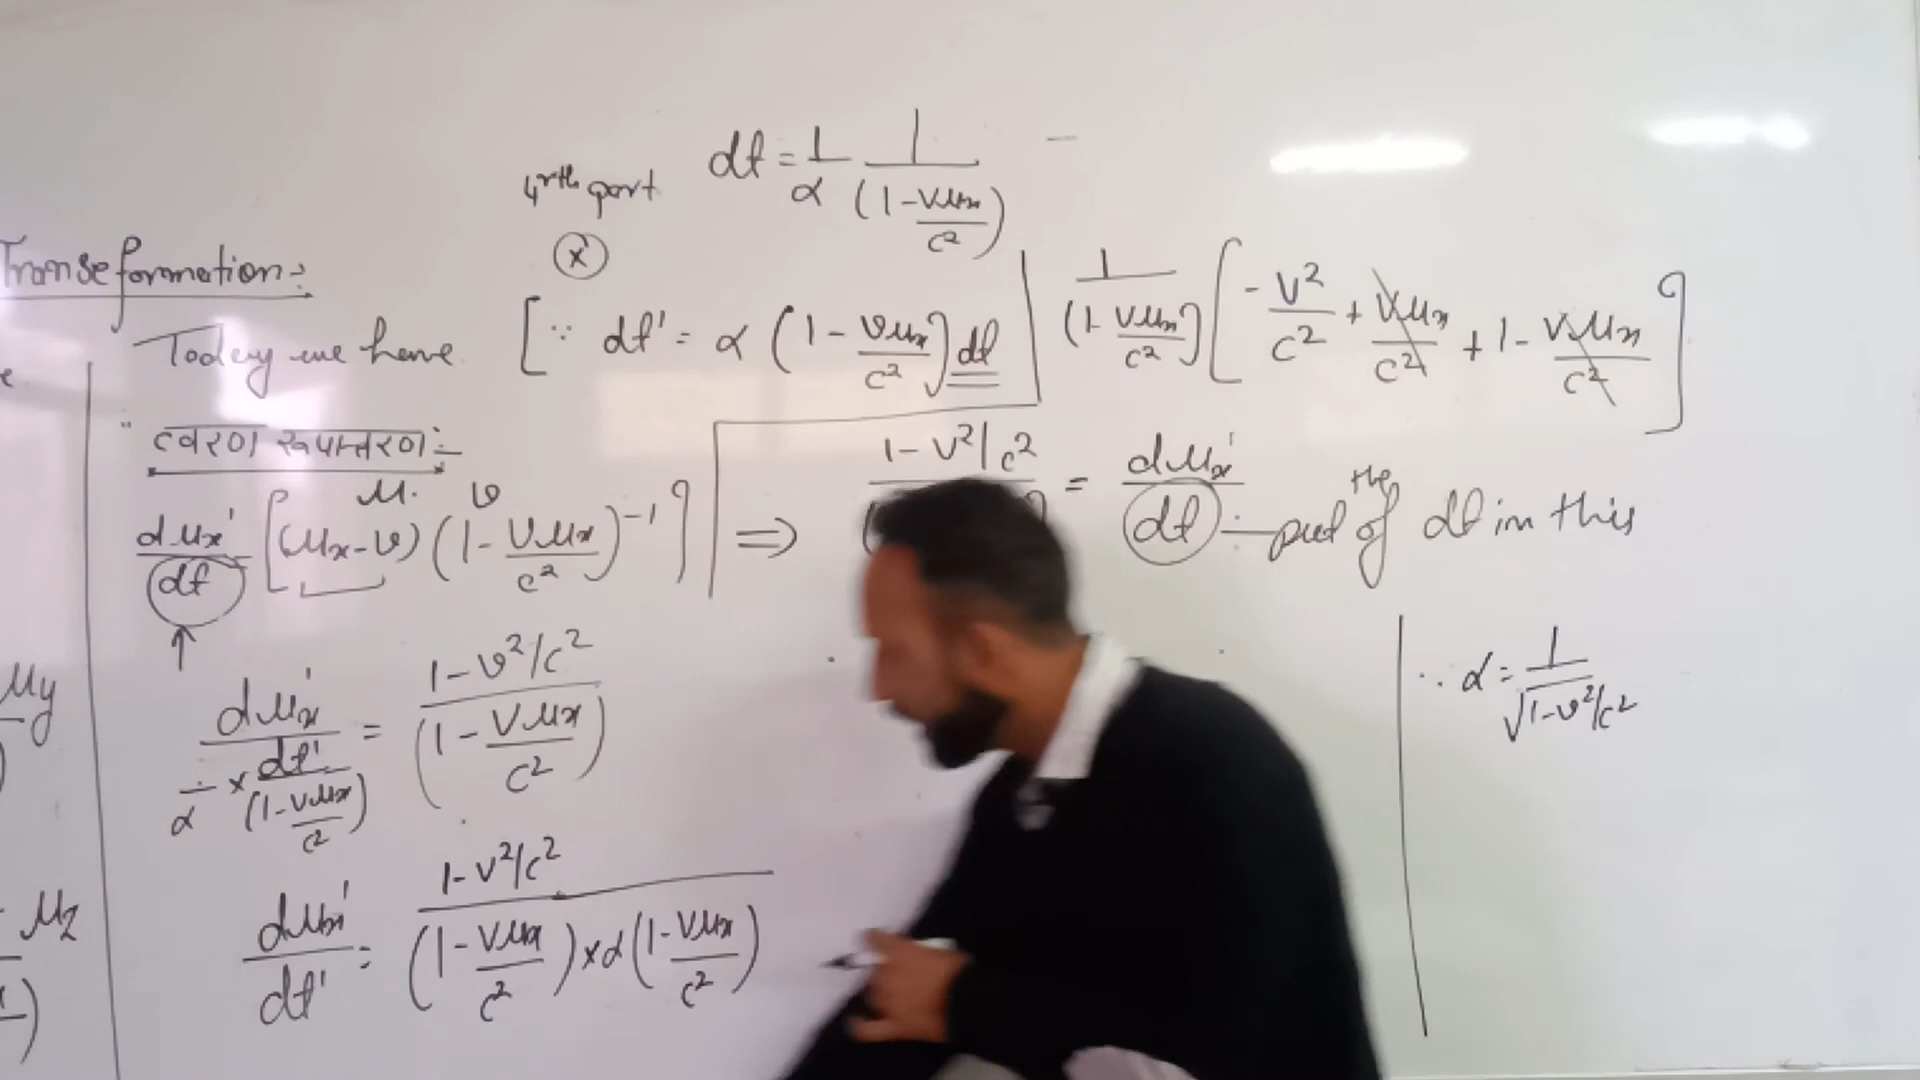 4rth part dt = 1/α 1/(1-Vux/c²)
(x)
Transeformation:-
Today we have [∵ dt' = α (1 - vux/c²) dt
1/(1-Vux/c²) [-V²/c² + Vux/c² + 1 - Vux/c²]
त्वरण रूपान्तरण:-
u. v
dux'/dt = [(ux-v) (1 - Vux/c²)⁻¹]
⇒ 1-V²/c² = dux'/dt :- put the of dt in this
∵ α = 1/√1-v²/c²
dux'/(1/α × dt'/(1-Vux/c²)) = 1-v²/c²/(1 - Vux/c²)
dux'/dt' = 1-V²/c²/(1-Vux/c²) × α (1-Vux/c²)
uy
uz